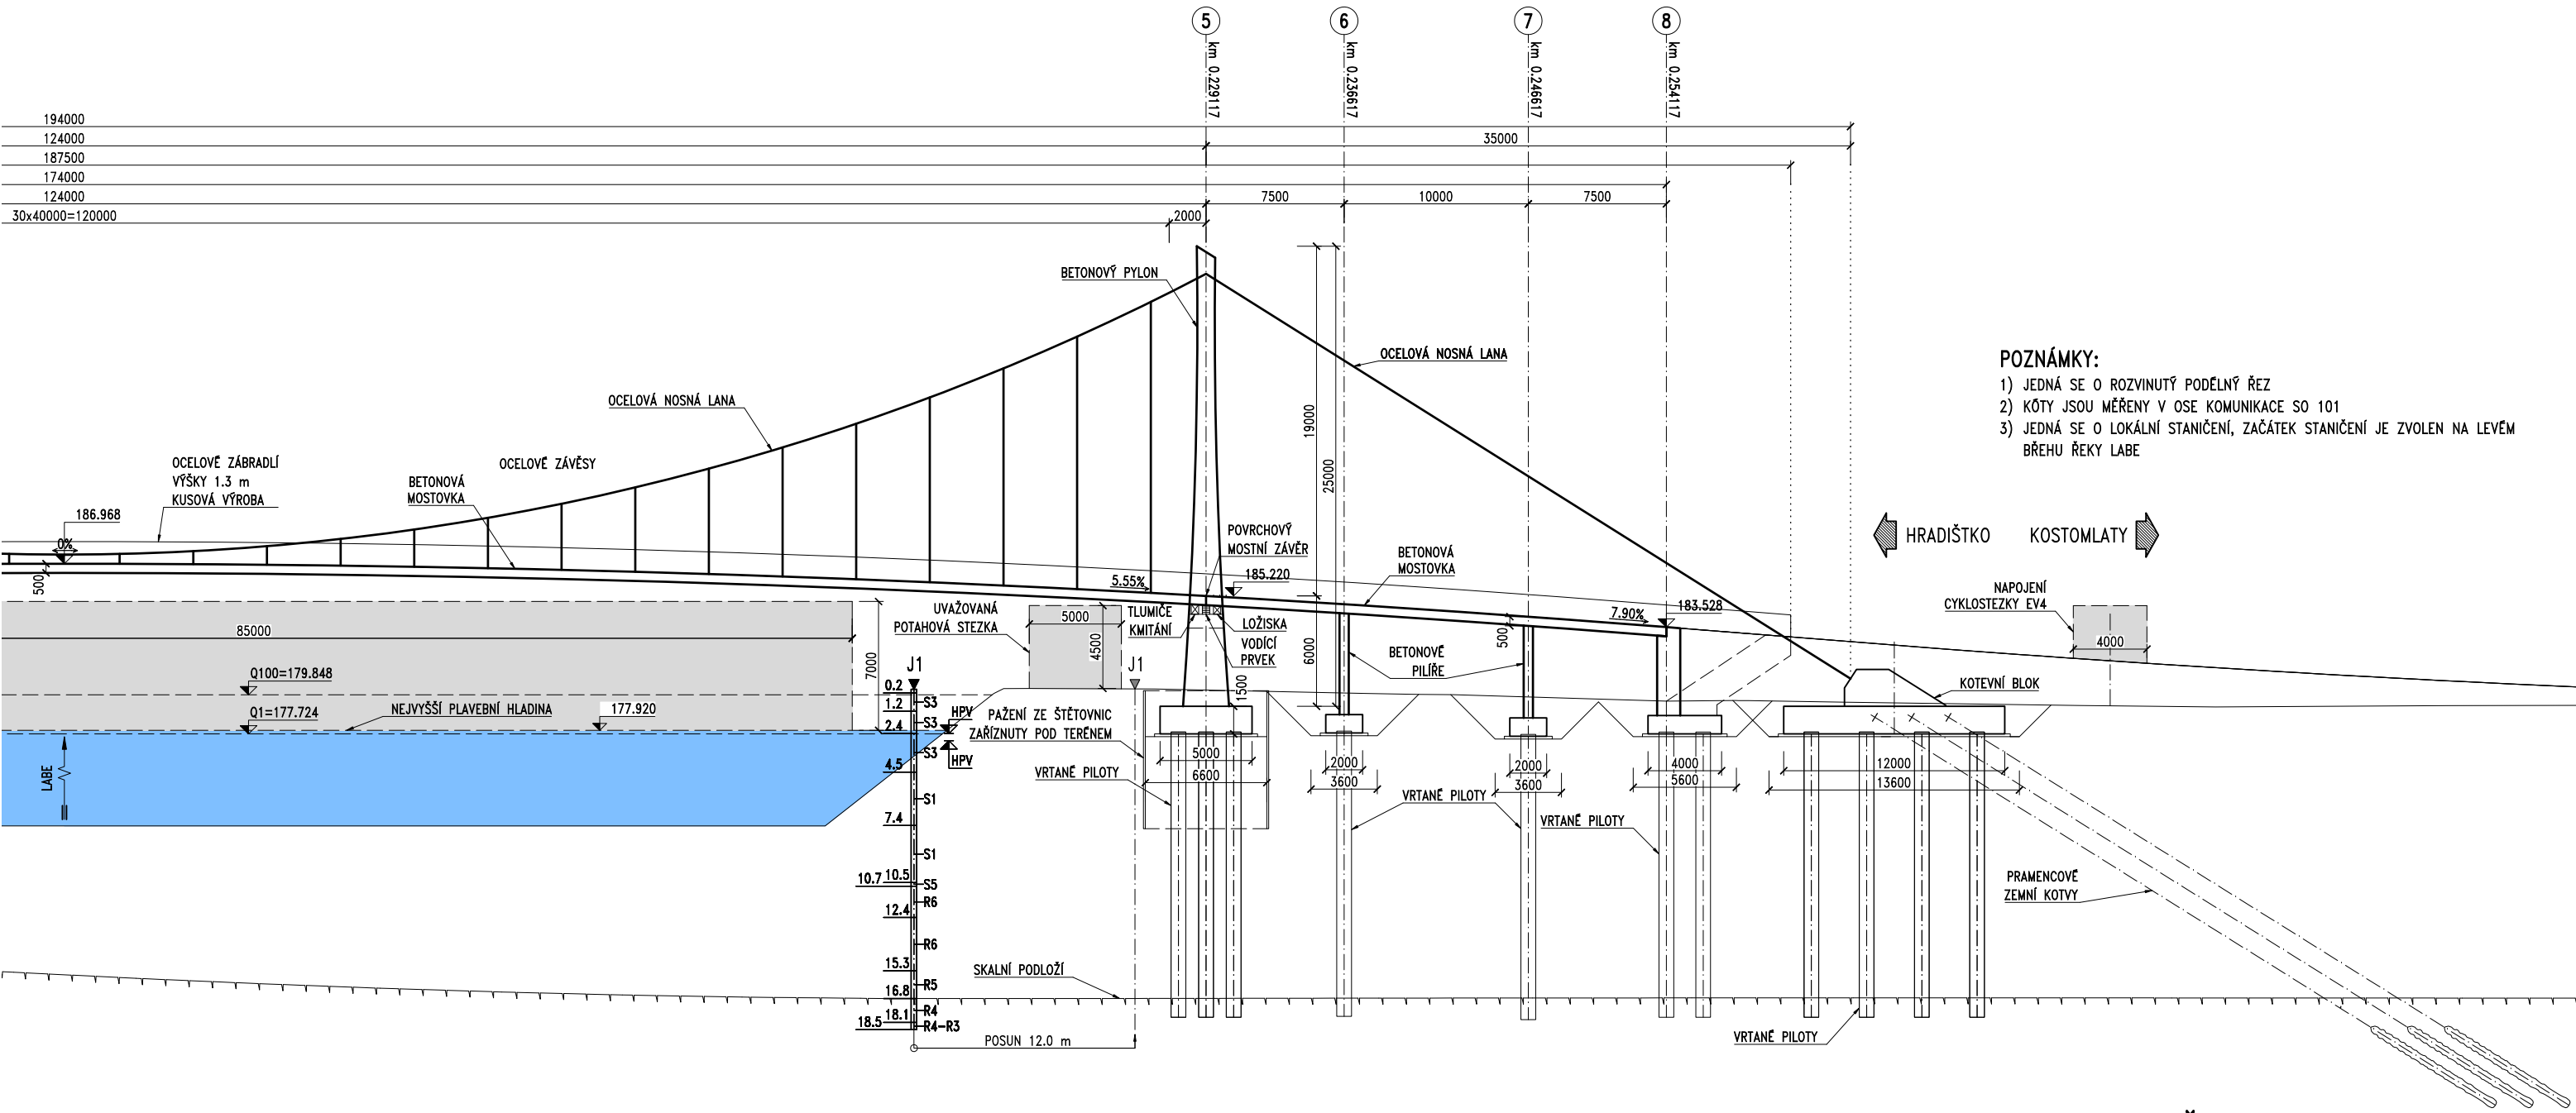 5
6
7
8
km 0.229117
km 0.236617
km 0.246617
km 0.254117
194000
124000
35000
187500
174000
124000
7500
10000
7500
30x40000=120000
2000
BETONOVÝ PYLON
OCELOVÁ NOSNÁ LANA
19000
25000
POZNÁMKY:
1) JEDNÁ SE O ROZVINUTÝ PODÉLNÝ ŘEZ
2) KÓTY JSOU MĚŘENY V OSE KOMUNIKACE SO 101
3) JEDNÁ SE O LOKÁLNÍ STANIČENÍ, ZAČÁTEK STANIČENÍ JE ZVOLEN NA LEVÉM
BŘEHU ŘEKY LABE
OCELOVÁ NOSNÁ LANA
OCELOVÉ ZÁBRADLÍ
VÝŠKY 1.3 m
KUSOVÁ VÝROBA
OCELOVÉ ZÁVĚSY
BETONOVÁ
MOSTOVKA
186.968
0%
500
POVRCHOVÝ
MOSTNÍ ZÁVĚR
BETONOVÁ
MOSTOVKA
HRADIŠTKO
KOSTOMLATY
5.55%
185.220
NAPOJENÍ
CYKLOSTEZKY EV4
4000
UVAŽOVANÁ
POTAHOVÁ STEZKA
5000
4500
TLUMIČE
KMITÁNÍ
LOŽISKA
VODÍCÍ
PRVEK
7.90%
183.528
500
6000
BETONOVÉ
PILÍŘE
85000
7000
J1
J1
Q100=179.848
Q1=177.724
NEJVYŠŠÍ PLAVEBNÍ HLADINA
177.920
LABE
0.2
S3
1.2
S3
2.4
S3
4.5
S1
7.4
S1
10.7
10.5
S5
R6
12.4
R6
15.3
R5
16.8
R4
18.1
18.5
R4-R3
HPV
HPV
PAŽENÍ ZE ŠTĚTOVNIC
ZAŘÍZNUTY POD TERÉNEM
1500
KOTEVNÍ BLOK
VRTANÉ PILOTY
5000
6600
2000
3600
2000
3600
4000
5600
12000
13600
VRTANÉ PILOTY
VRTANÉ PILOTY
PRAMENCOVÉ
ZEMNÍ KOTVY
SKALNÍ PODLOŽÍ
POSUN 12.0 m
VRTANÉ PILOTY